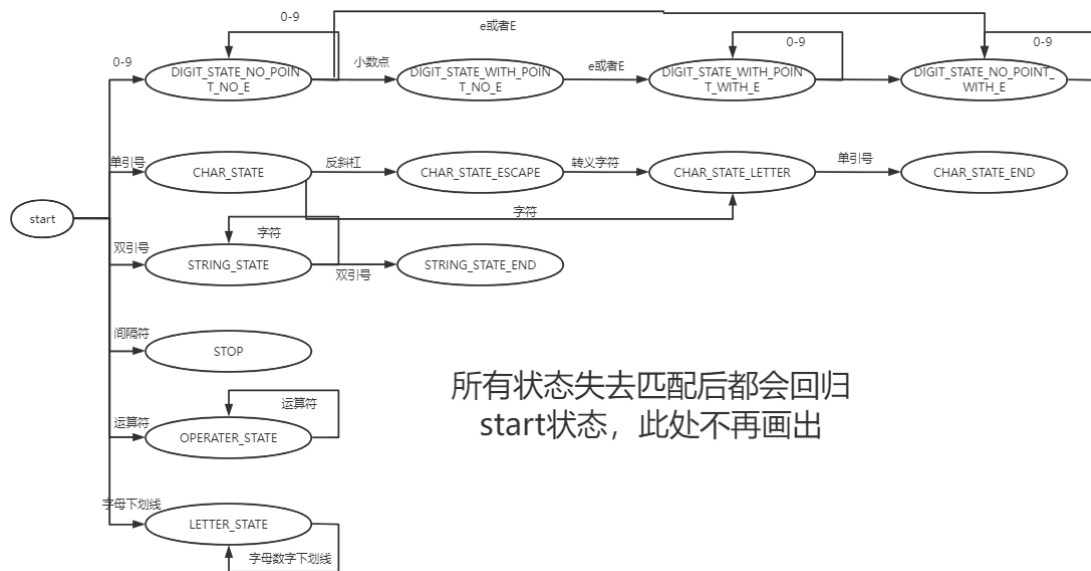 0-9
e或者E
0-9
0-9
0-9
小数点
e或者E
DIGIT_STATE_NO_POIN
T_NO_E
DIGIT_STATE_WITH_POIN
T_NO_E
DIGIT_STATE_WITH_POIN
T_WITH_E
DIGIT_STATE_NO_POINT_
WITH_E
单引号
反斜杠
转义字符
单引号
CHAR_STATE
CHAR_STATE_ESCAPE
CHAR_STATE_LETTER
CHAR_STATE_END
start
字符
字符
双引号
STRING_STATE
双引号
STRING_STATE_END
间隔符
STOP
所有状态失去匹配后都会回归
start状态，此处不再画出
运算符
运算符
OPERATER_STATE
字母下划线
LETTER_STATE
字母数字下划线